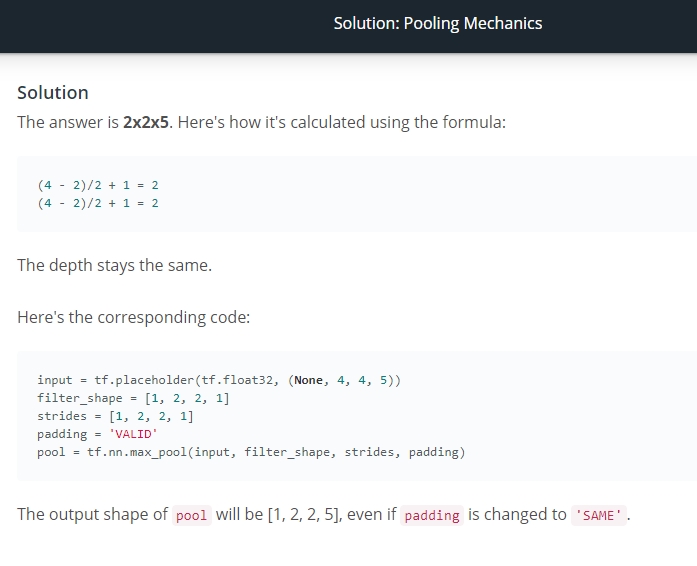 Solution: Pooling Mechanics
Solution
The answer is 2x2x5. Here's how it's calculated using the formula:
(4 - 2)/2 + 1 = 2
(4 - 2)/2 + 1 = 2
The depth stays the same.
Here's the corresponding code:
input = tf.placeholder(tf.float32, (None, 4, 4, 5))
filter_shape = [1, 2, 2, 1]
strides = [1, 2, 2, 1]
padding = 'VALID'
pool = tf.nn.max_pool(input, filter_shape, strides, padding)
The output shape of pool will be [1, 2, 2, 5], even if padding is changed to 'SAME'.